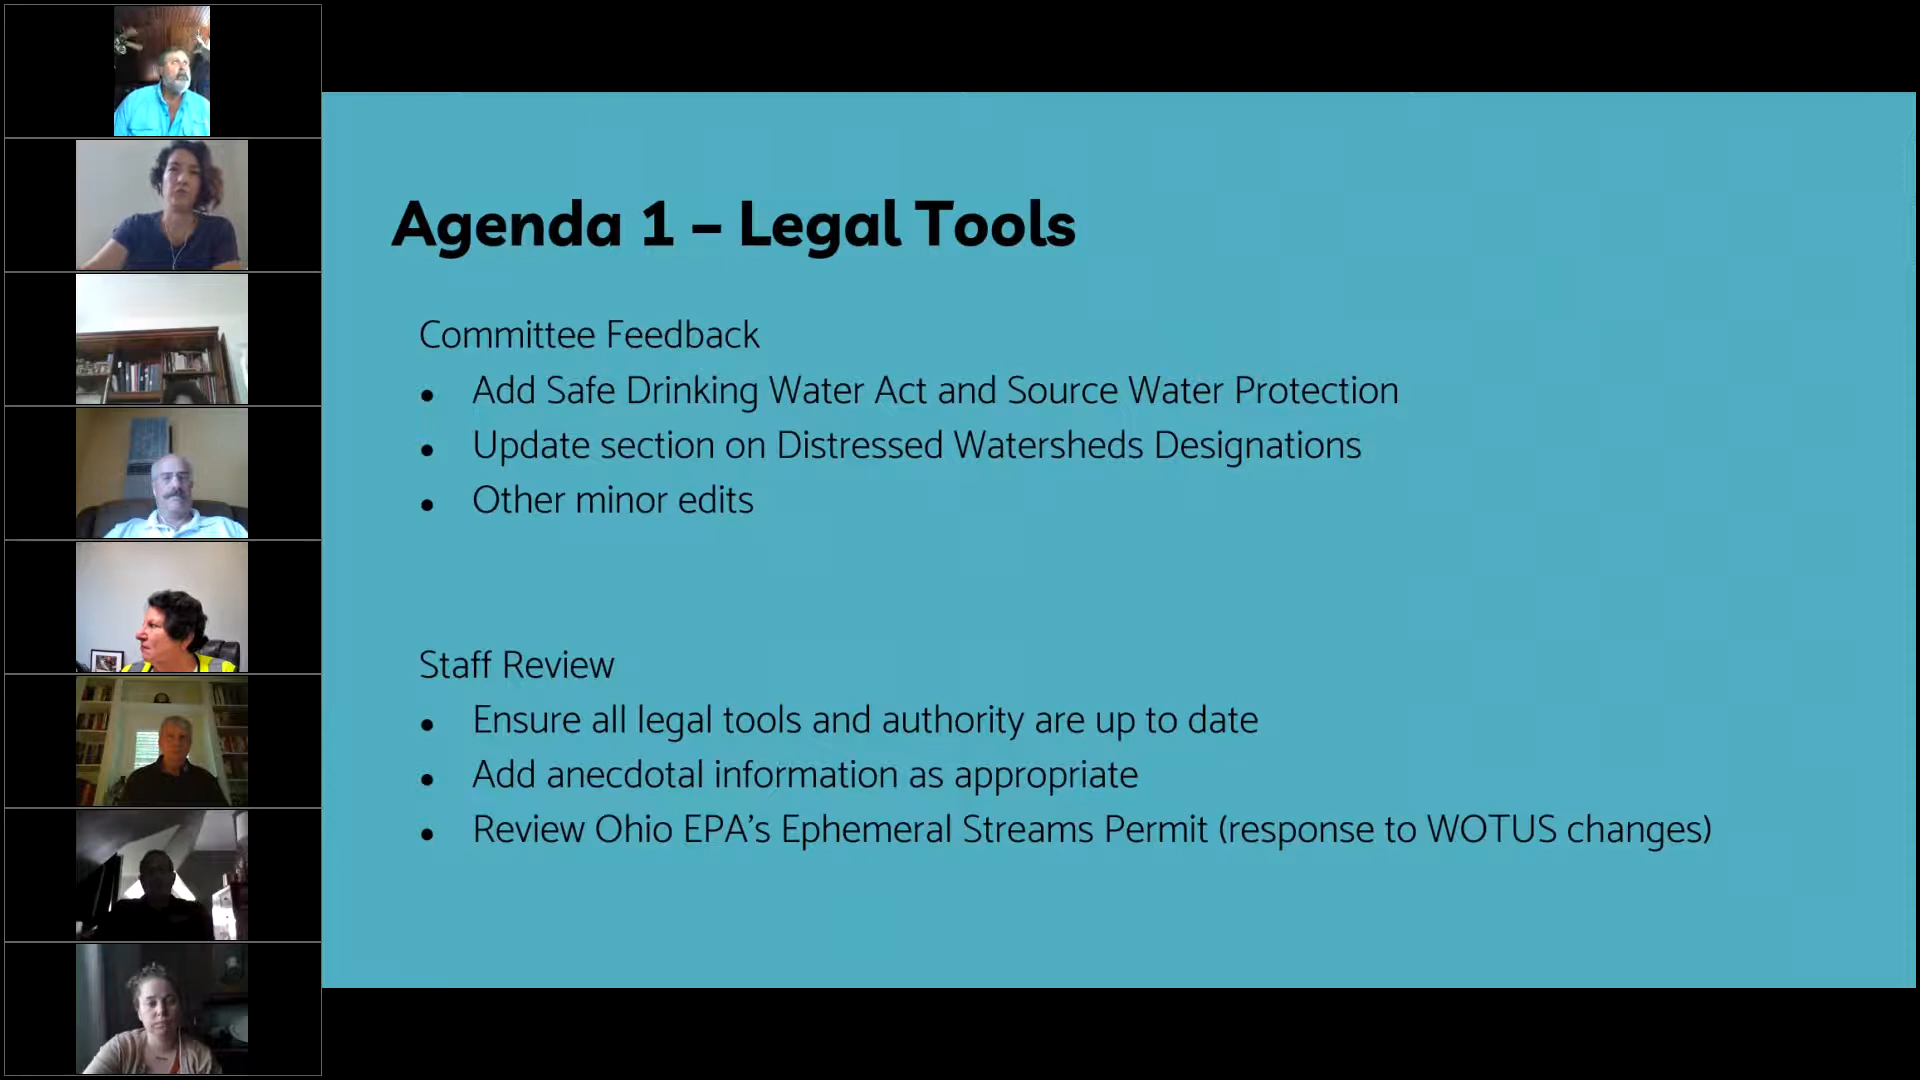 Agenda 1 – Legal Tools
Committee Feedback
• Add Safe Drinking Water Act and Source Water Protection
• Update section on Distressed Watersheds Designations
• Other minor edits
Staff Review
• Ensure all legal tools and authority are up to date
• Add anecdotal information as appropriate
• Review Ohio EPA's Ephemeral Streams Permit (response to WOTUS changes)